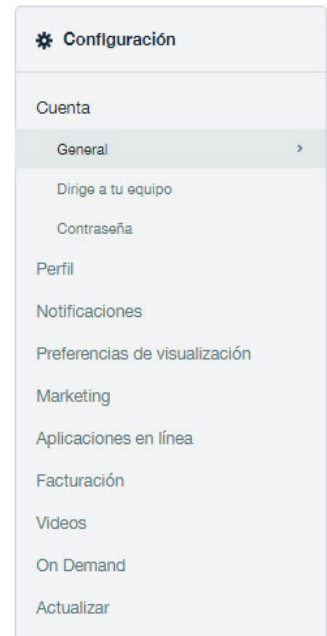 Configuración
Cuenta
General
Dirige a tu equipo
Contraseña
Perfil
Notificaciones
Preferencias de visualización
Marketing
Aplicaciones en línea
Facturación
Videos
On Demand
Actualizar